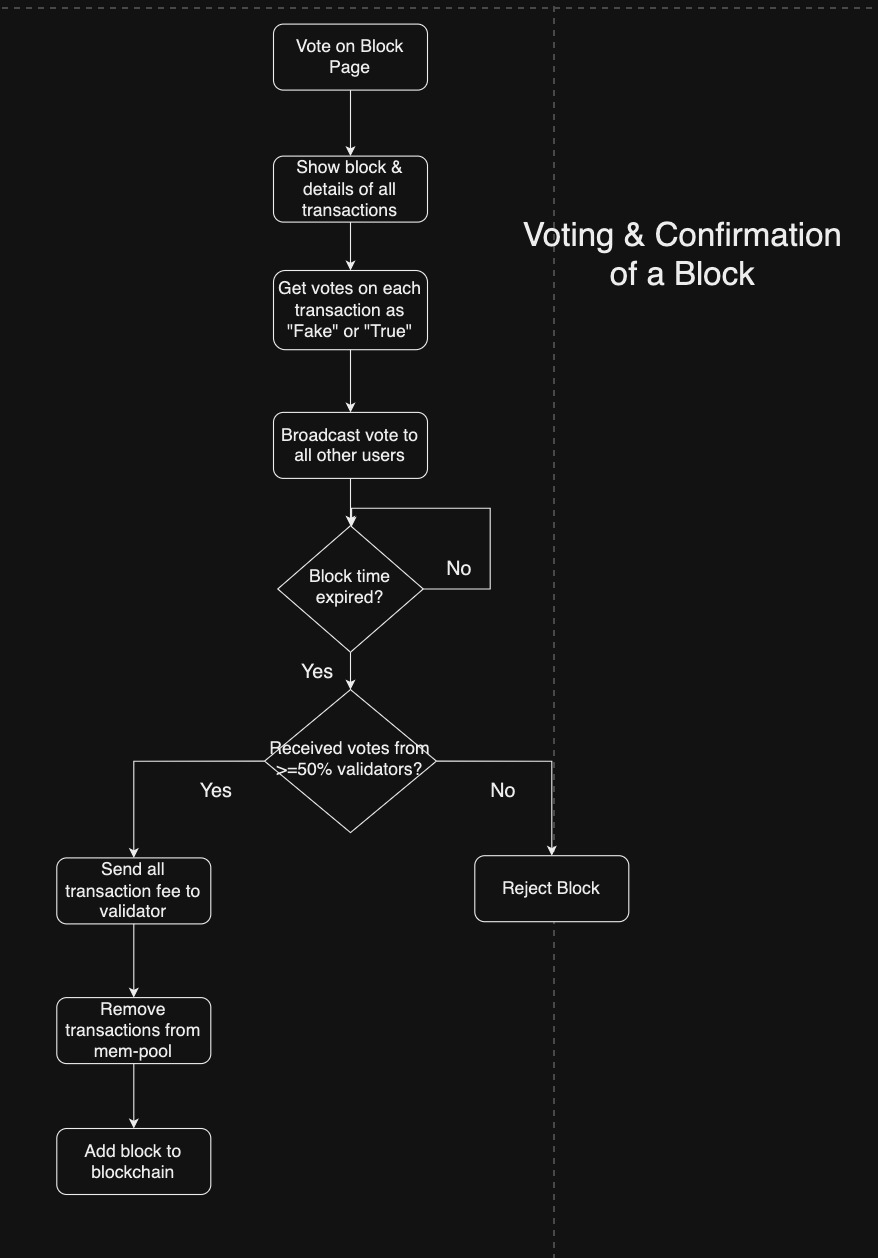 Vote on Block
Page
Show block &
details of all
transactions
Voting & Confirmation
of a Block
Get votes on each
transaction as
"Fake" or "True"
Broadcast vote to
all other users
Block time
expired?
No
Yes
Received votes from
>=50% validators?
Yes
No
Send all
transaction fee to
validator
Reject Block
Remove
transactions from
mem-pool
Add block to
blockchain